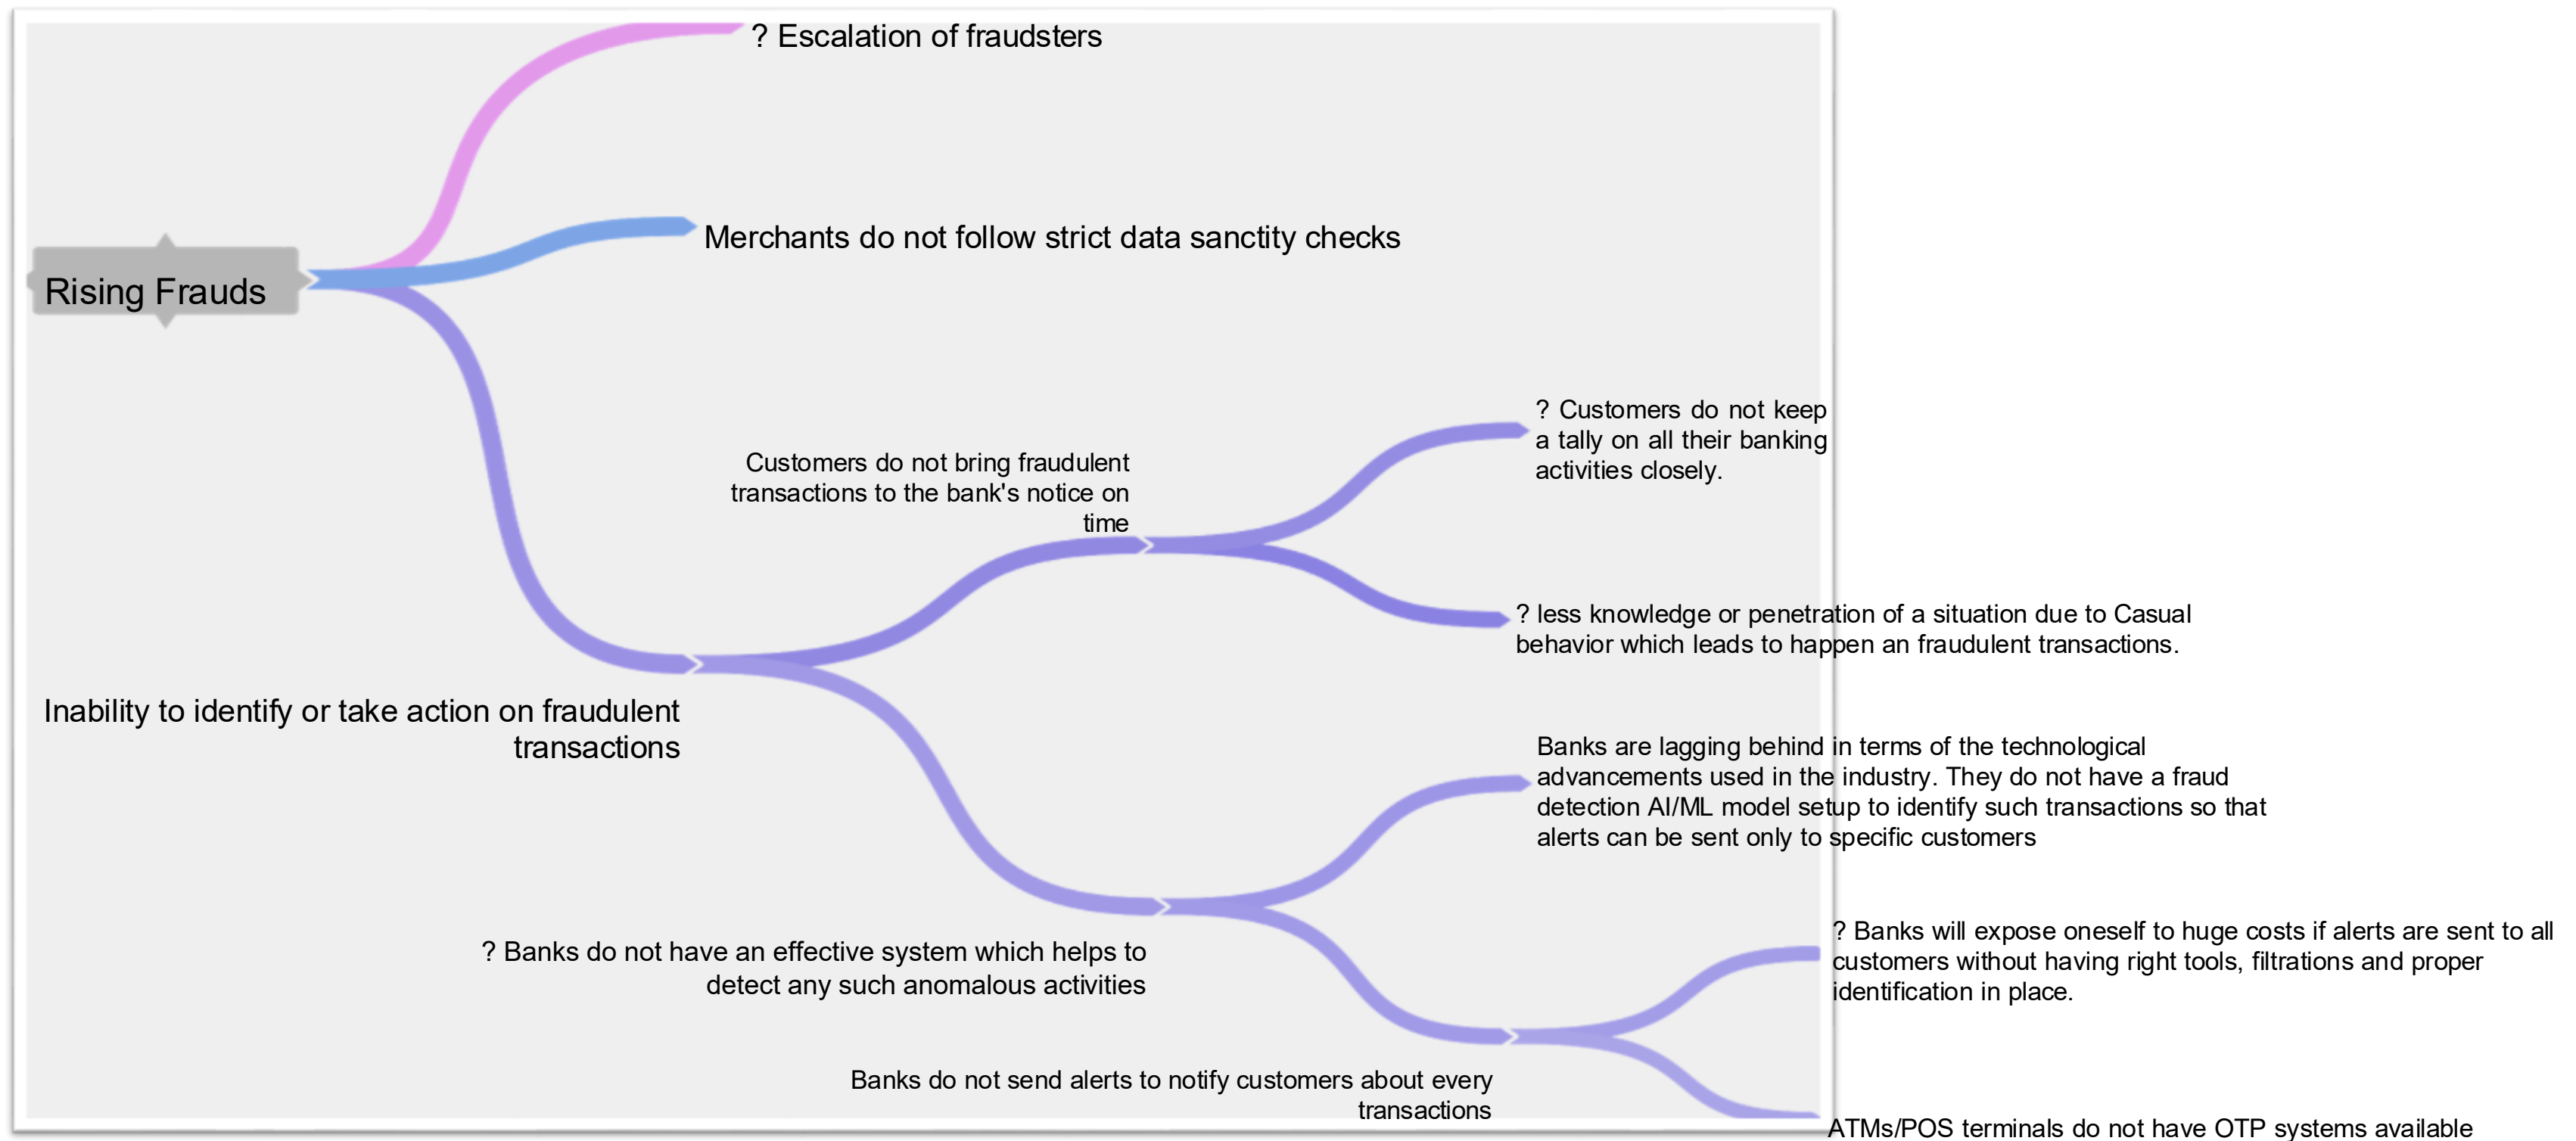 ? Escalation of fraudsters
Merchants do not follow strict data sanctity checks
Rising Frauds
? Customers do not keep
a tally on all their banking
activities closely.
Customers do not bring fraudulent
transactions to the bank's notice on
time
? less knowledge or penetration of a situation due to Casual
behavior which leads to happen an fraudulent transactions.
Inability to identify or take action on fraudulent
transactions
Banks are lagging behind in terms of the technological
advancements used in the industry. They do not have a fraud
detection AI/ML model setup to identify such transactions so that
alerts can be sent only to specific customers
? Banks do not have an effective system which helps to
detect any such anomalous activities
? Banks will expose oneself to huge costs if alerts are sent to all
customers without having right tools, filtrations and proper
identification in place.
Banks do not send alerts to notify customers about every
transactions
ATMs/POS terminals do not have OTP systems available